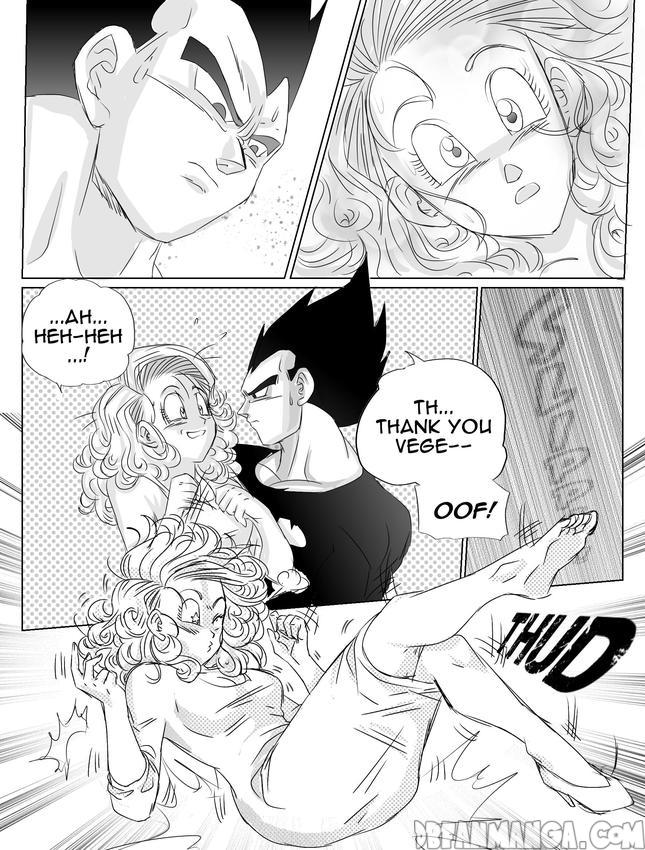 ...AH...
HEH-HEH
...!
TH...
THANK YOU
VEGE--
OOF!
THUD
DBFANMANGA.COM